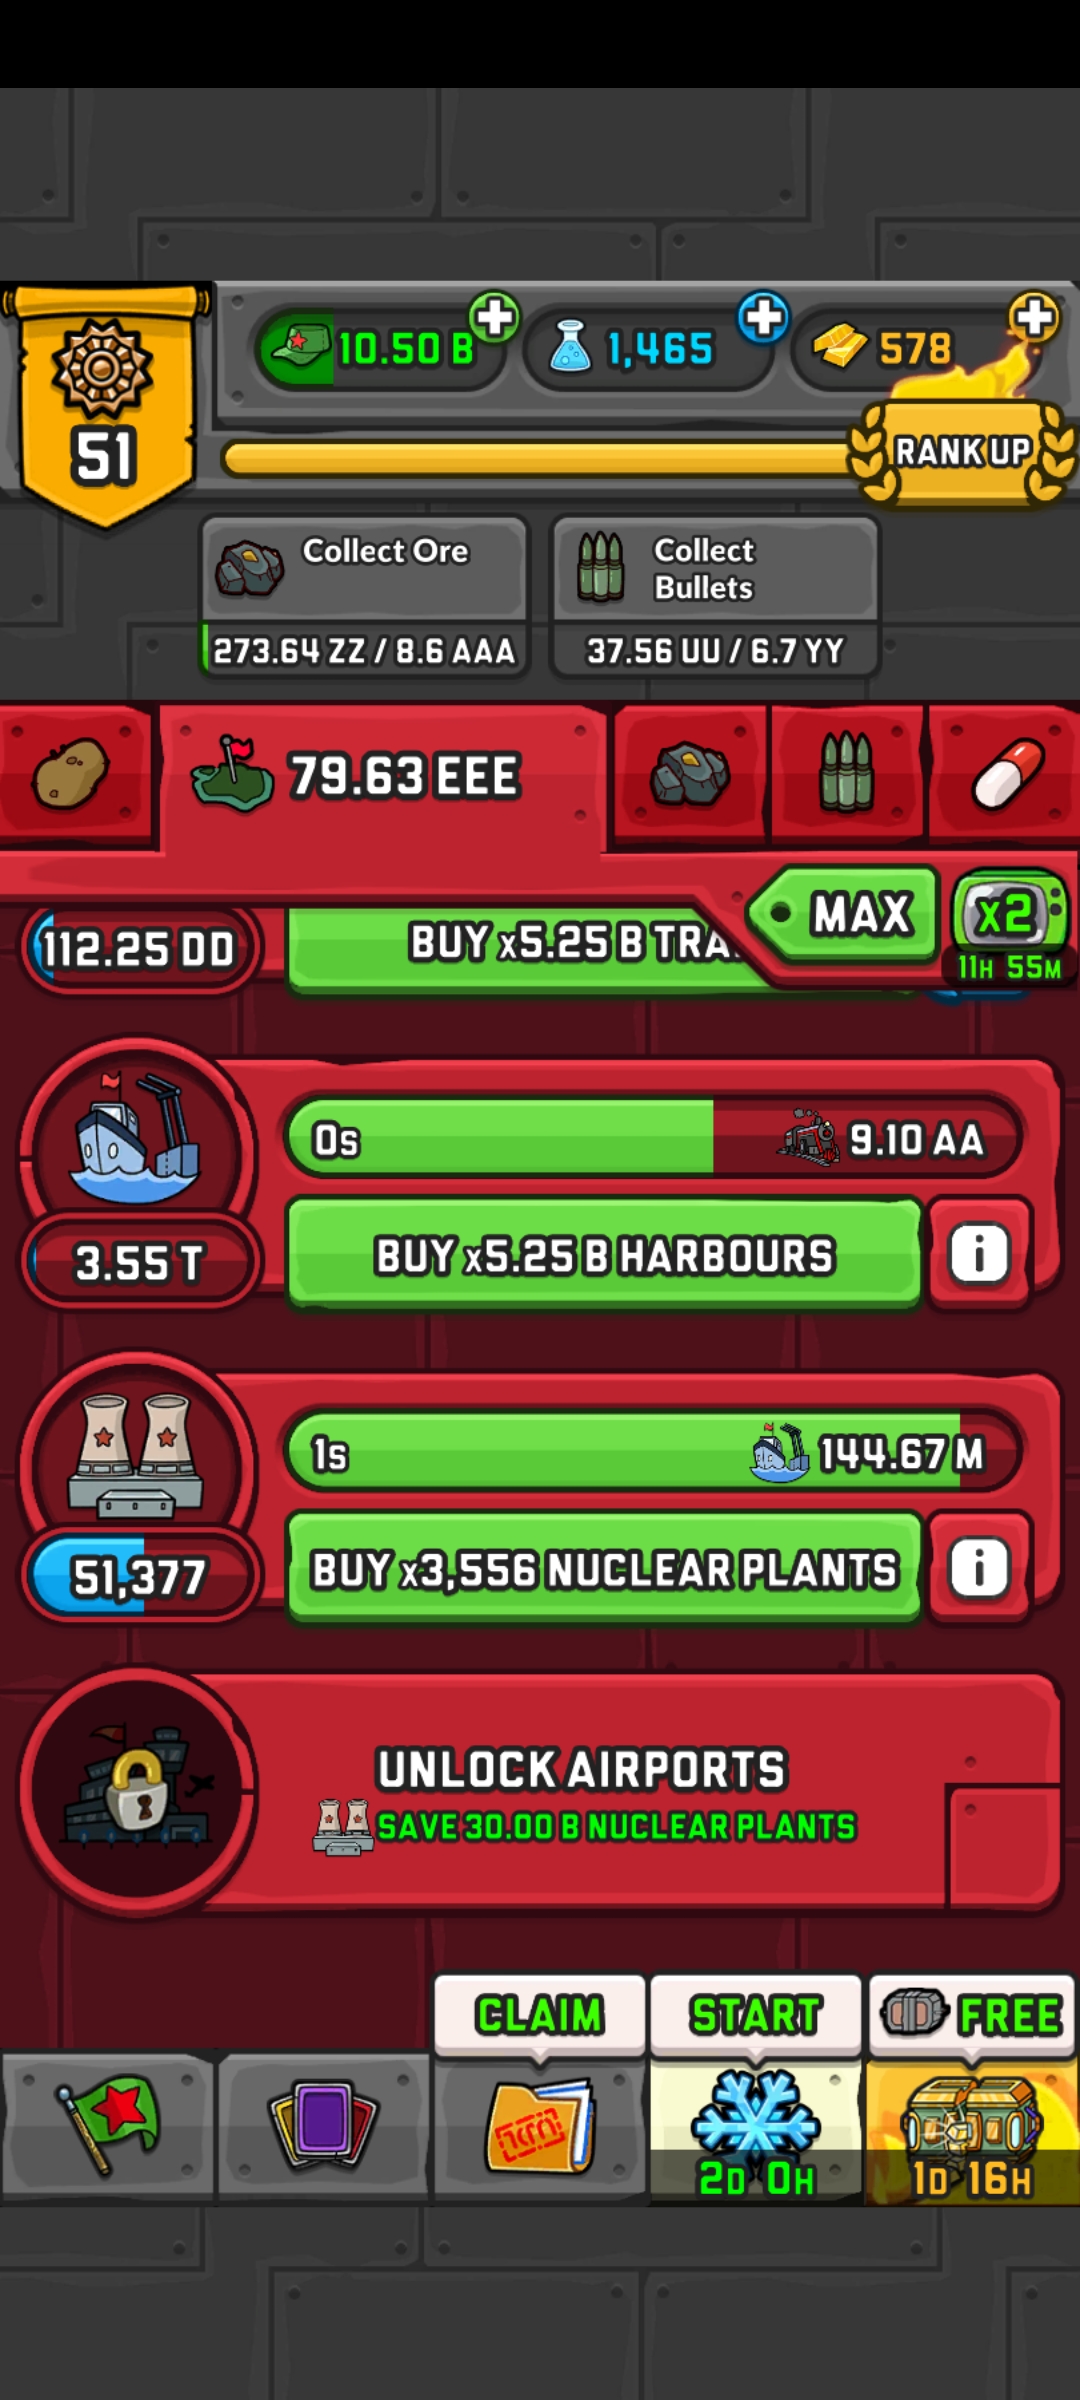 10.50 B
1,465
578
51
RANK UP
Collect Ore
273.64 ZZ / 8.6 AAA
Collect
Bullets
37.56 UU / 6.7 YY
79.63 EEE
MAX
x2
11H 55M
112.25 DD
BUY x5.25 B TRA
0s
9.10 AA
3.55 T
BUY x5.25 B HARBOURS
i
1s
144.67 M
51,377
BUY x3,556 NUCLEAR PLANTS
i
UNLOCK AIRPORTS
SAVE 30.00 B NUCLEAR PLANTS
CLAIM
START
FREE
2D 0H
1D 16H